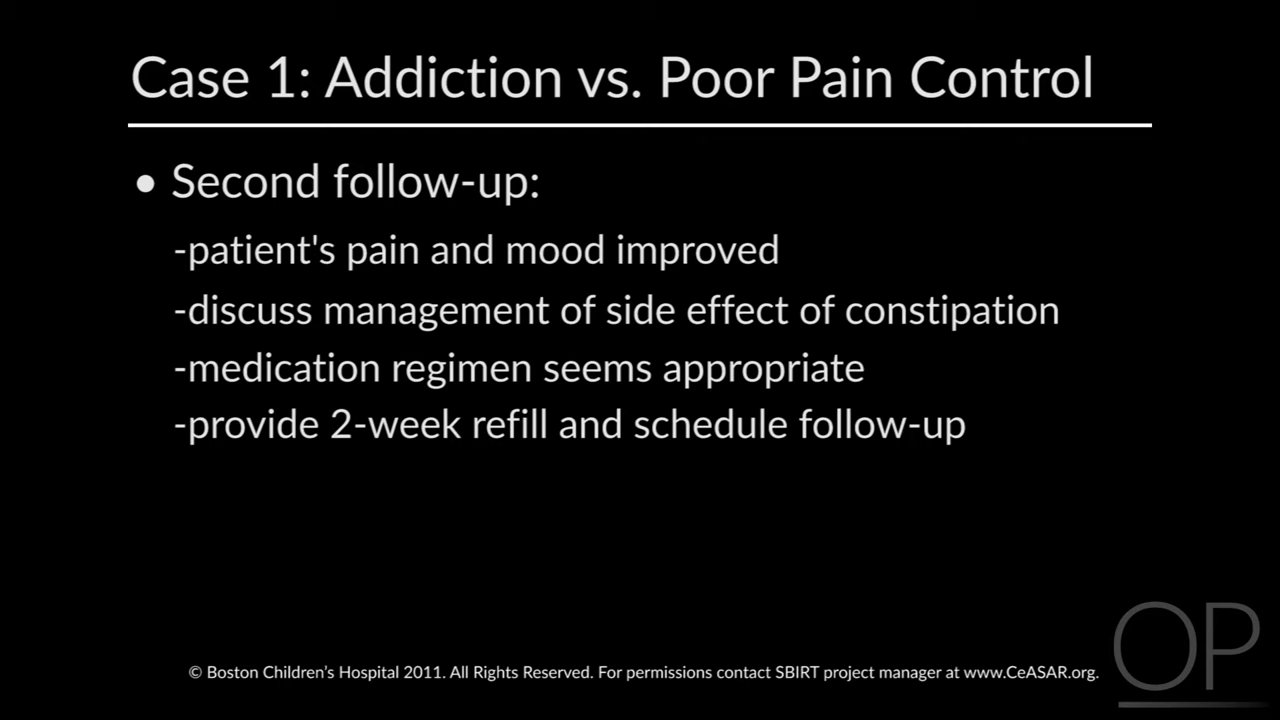 Case 1: Addiction vs. Poor Pain Control
• Second follow-up:
-patient's pain and mood improved
-discuss management of side effect of constipation
-medication regimen seems appropriate
-provide 2-week refill and schedule follow-up
OP
© Boston Children’s Hospital 2011. All Rights Reserved. For permissions contact SBIRT project manager at www.CeASAR.org.